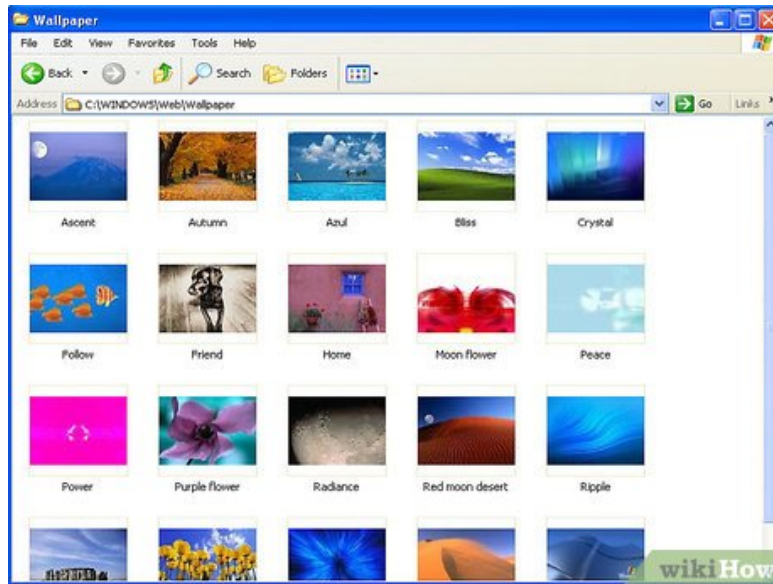 Wallpaper
File Edit View Favorites Tools Help
Back Search Folders
Address C:\WINDOWS\Web\Wallpaper Go Links
Ascent Autumn Azul Bliss Crystal
Follow Friend Home Moon flower Peace
Power Purple flower Radiance Red moon desert Ripple
wikiHow